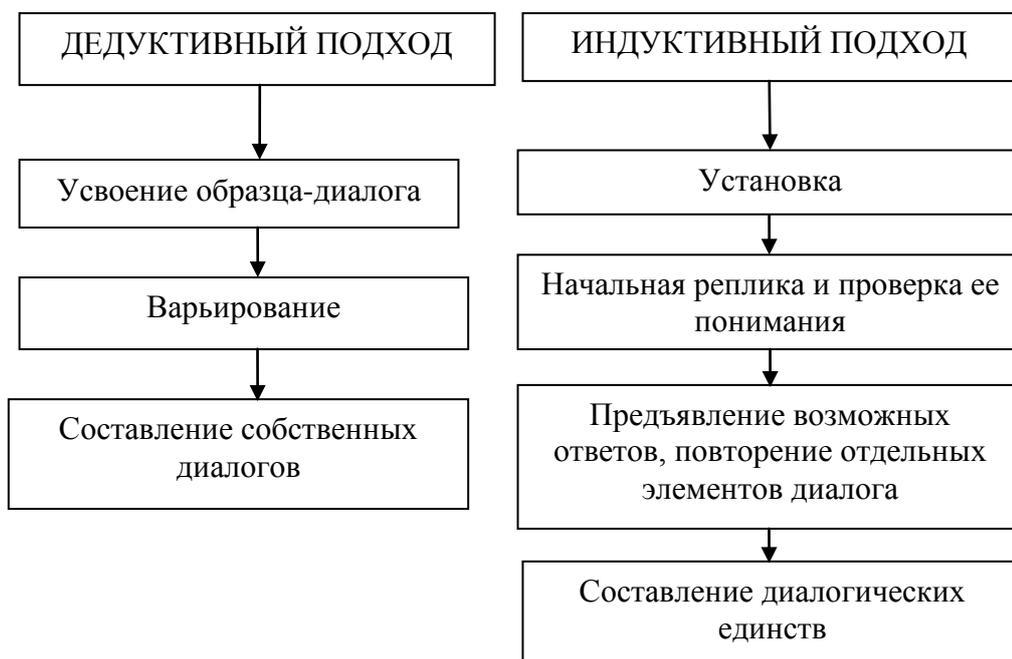 ДЕДУКТИВНЫЙ ПОДХОД
Усвоение образца-диалога
Варьирование
Составление собственных
диалогов
ИНДУКТИВНЫЙ ПОДХОД
Установка
Начальная реплика и проверка ее
понимания
Предъявление возможных
ответов, повторение отдельных
элементов диалога
Составление диалогических
единств